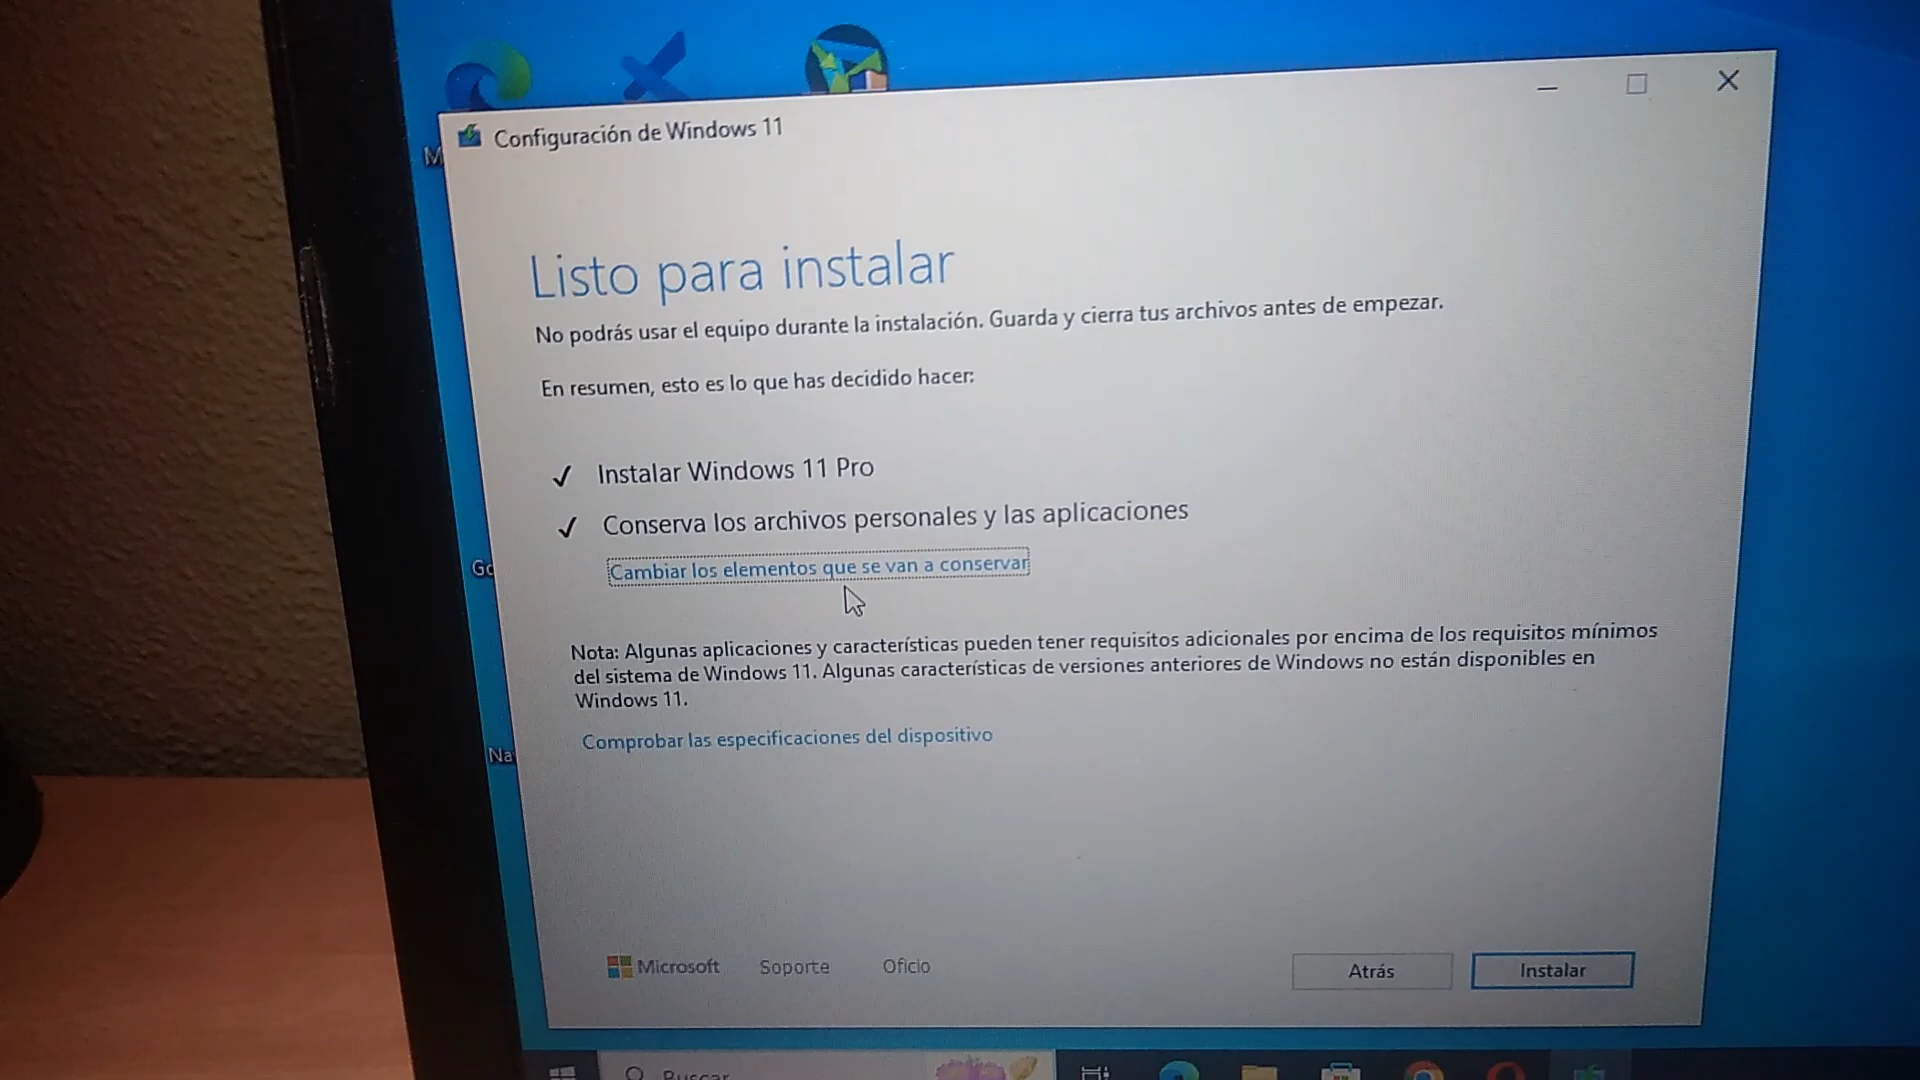 Configuración de Windows 11
Listo para instalar
No podrás usar el equipo durante la instalación. Guarda y cierra tus archivos antes de empezar.
En resumen, esto es lo que has decidido hacer:
Instalar Windows 11 Pro
Conserva los archivos personales y las aplicaciones
Cambiar los elementos que se van a conservar
Nota: Algunas aplicaciones y características pueden tener requisitos adicionales por encima de los requisitos mínimos
del sistema de Windows 11. Algunas características de versiones anteriores de Windows no están disponibles en
Windows 11.
Comprobar las especificaciones del dispositivo
Microsoft Soporte Oficio
Atrás Instalar
Buscar